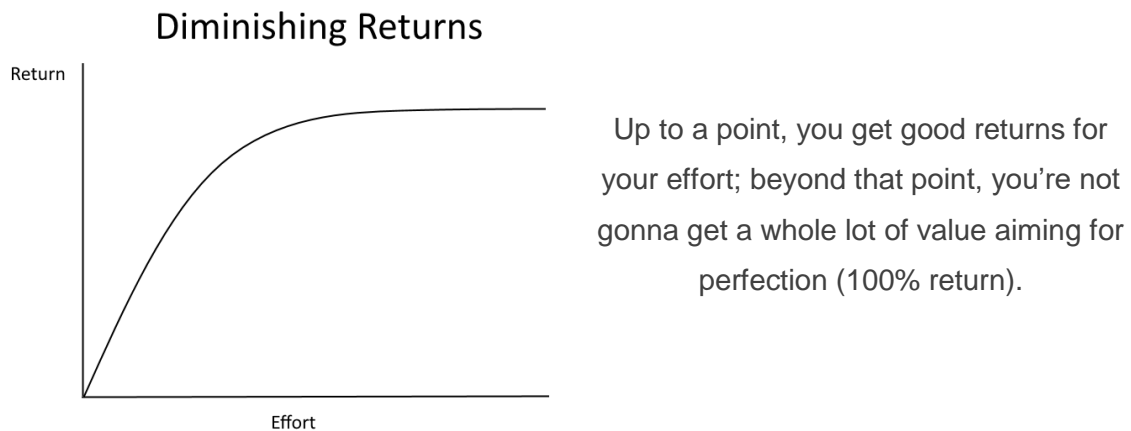 Diminishing Returns
Return
Effort
Up to a point, you get good returns for
your effort; beyond that point, you’re not
gonna get a whole lot of value aiming for
perfection (100% return).